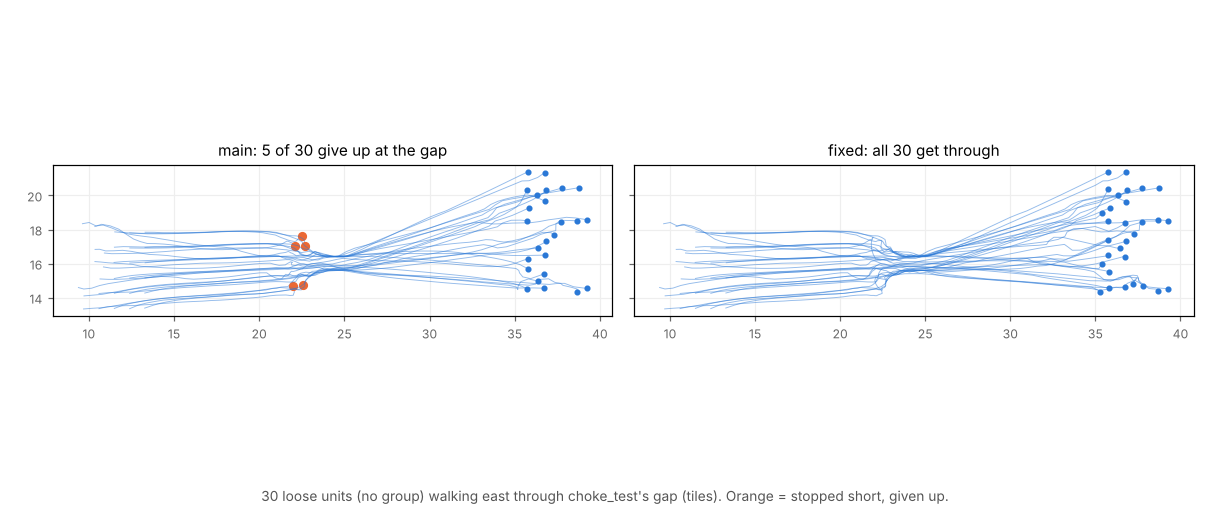 main: 5 of 30 give up at the gap
fixed: all 30 get through
20
18
16
14
10 15 20 25 30 35 40
10 15 20 25 30 35 40
30 loose units (no group) walking east through choke_test's gap (tiles). Orange = stopped short, given up.